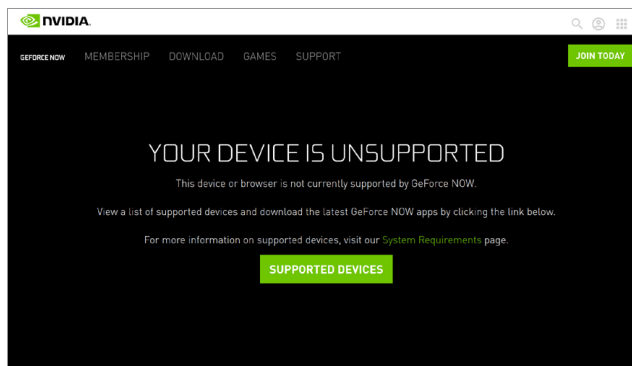 NVIDIA.
GEFORCE NOW MEMBERSHIP DOWNLOAD GAMES SUPPORT JOIN TODAY
YOUR DEVICE IS UNSUPPORTED
This device or browser is not currently supported by GeForce NOW.
View a list of supported devices and download the latest GeForce NOW apps by clicking the link below.
For more information on supported devices, visit our System Requirements page.
SUPPORTED DEVICES